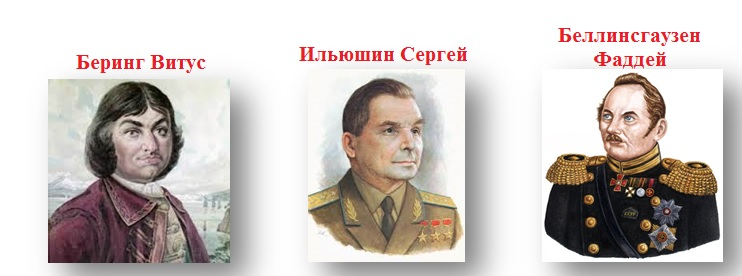 Беринг Витус
Ильюшин Сергей
Беллинсгаузен
Фаддей